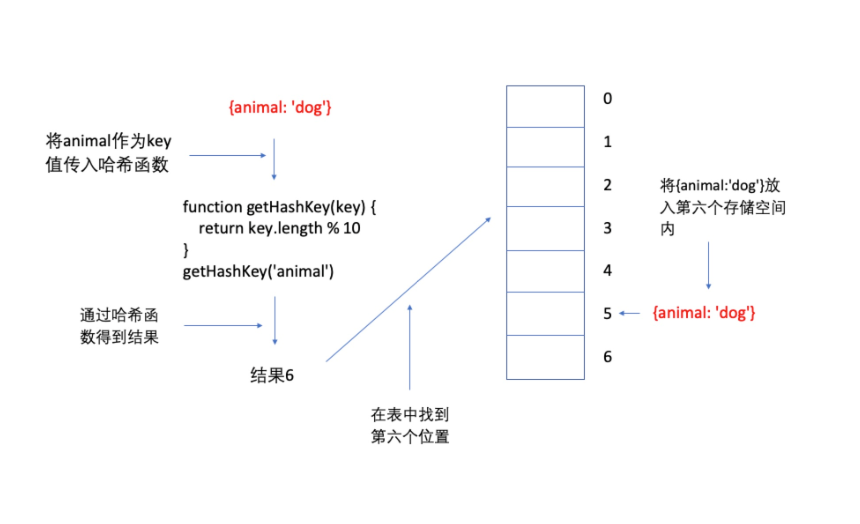 {animal: 'dog'}
将animal作为key
值传入哈希函数
function getHashKey(key) {
return key.length % 10
}
getHashKey('animal')
通过哈希函
数得到结果
结果6
在表中找到
第六个位置
0
1
2
3
4
5
6
将{animal:'dog'}放
入第六个存储空间
内
{animal: 'dog'}